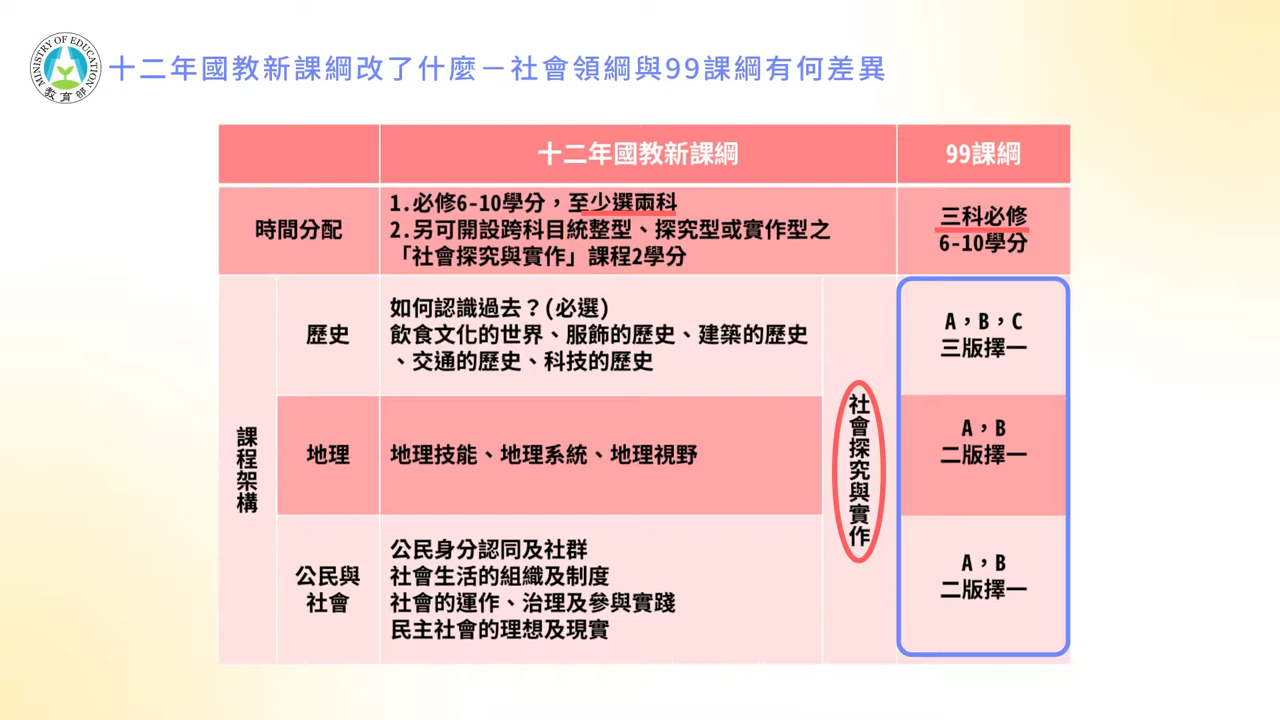 MINISTRY OF EDUCATION
教育部
十二年國教新課綱改了什麼－社會領綱與99課綱有何差異
十二年國教新課綱
99課綱
時間分配
1.必修6-10學分，至少選兩科
2.另可開設跨科目統整型、探究型或實作型之
「社會探究與實作」課程2學分
三科必修
6-10學分
課程架構
歷史
如何認識過去？(必選)
飲食文化的世界、服飾的歷史、建築的歷史
、交通的歷史、科技的歷史
社會探究與實作
A，B，C
三版擇一
地理
地理技能、地理系統、地理視野
A，B
二版擇一
公民與
社會
公民身分認同及社群
社會生活的組織及制度
社會的運作、治理及參與實踐
民主社會的理想及現實
A，B
二版擇一